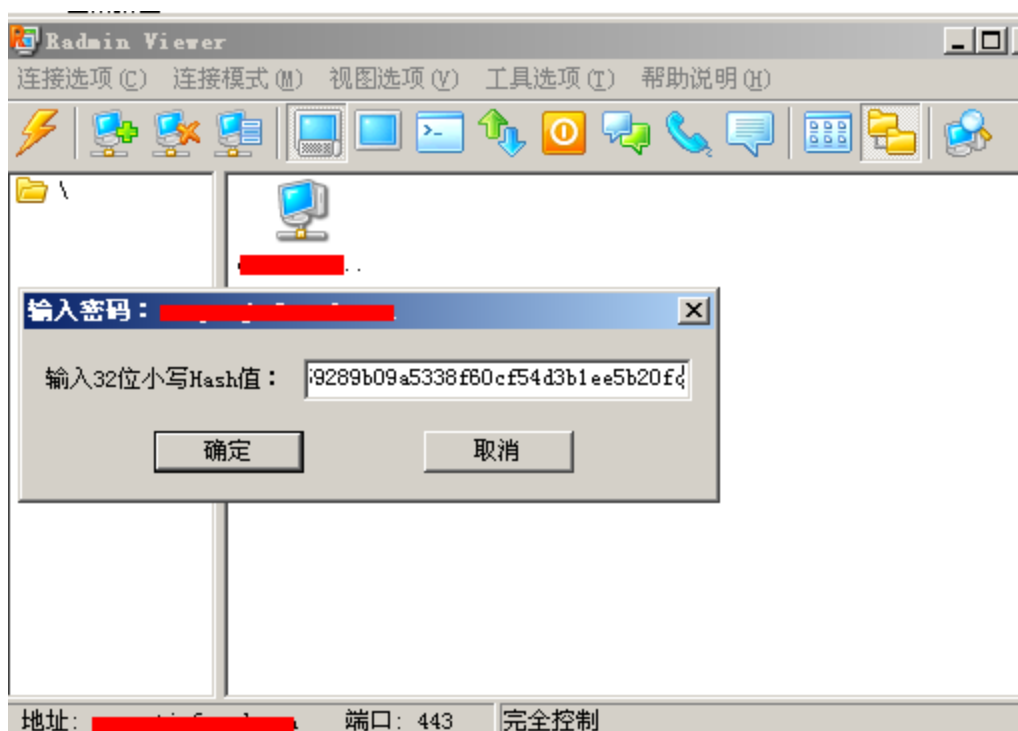 Radmin Viewer
连接选项(C) 连接模式(M) 视图选项(V) 工具选项(T) 帮助说明(H)
\
..
输入密码：
输入32位小写Hash值： 9289b09a5338f60cf54d3b1ee5b20fc
确定 取消
地址: 端口: 443 完全控制